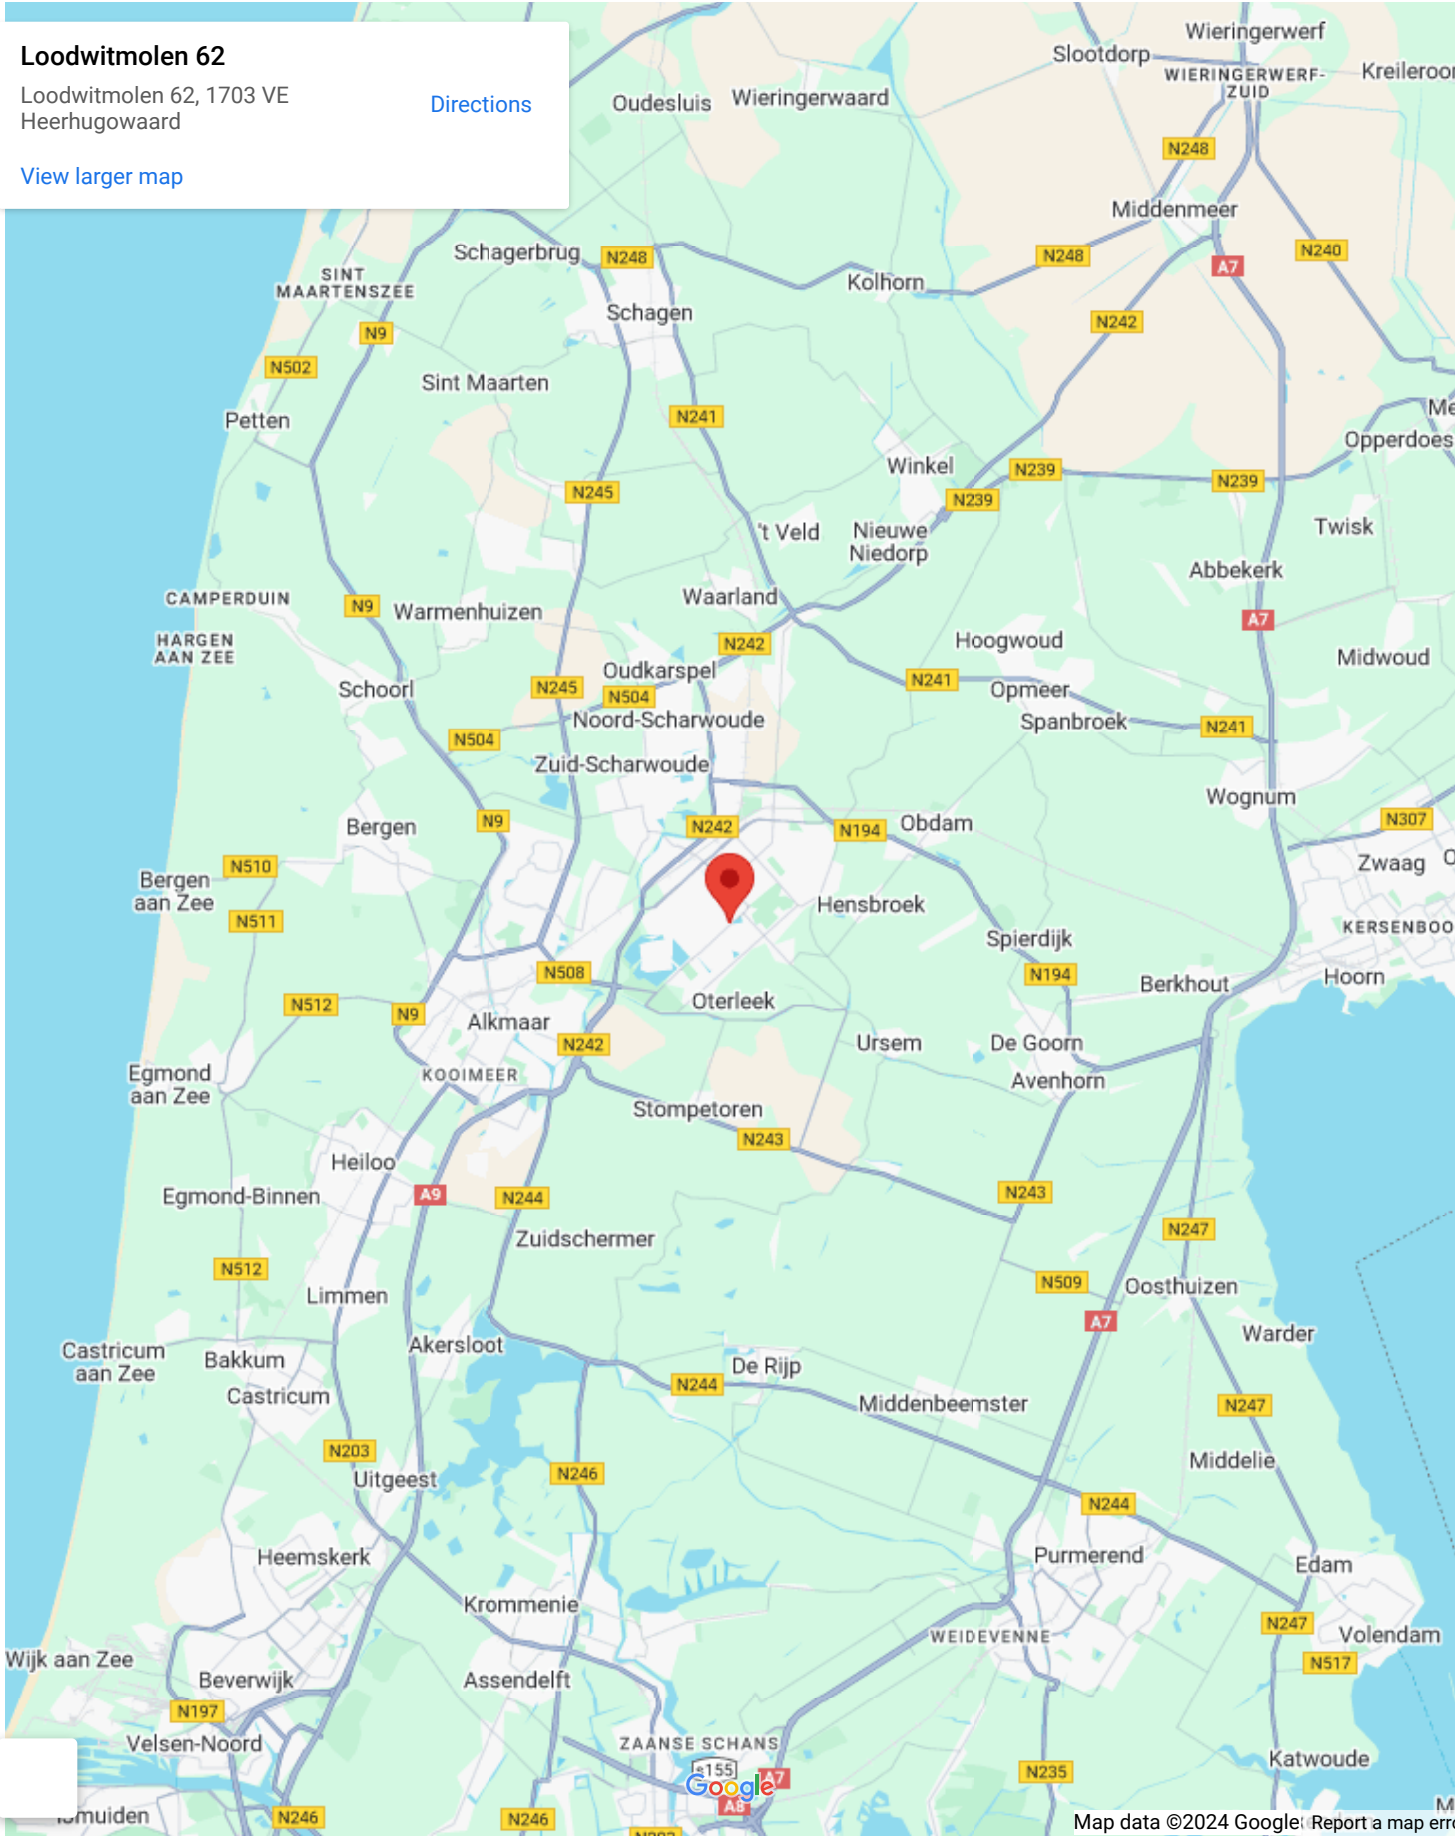 Loodwitmolen 62
Loodwitmolen 62, 1703 VE
Heerhugowaard
Directions
View larger map
Wieringerwerf
Slootdorp
WIERINGERWERF-
ZUID
Oudesluis
Wieringerwaard
N248
Middenmeer
Schagerbrug
N248
N248
N240
A7
SINT
MAARTENSZEE
Kolhorn
Schagen
N242
N9
N502
Sint Maarten
Petten
N241
Opperdoes
Winkel
N239
N239
N239
N245
't Veld
Nieuwe
Niedorp
Twisk
Abbekerk
CAMPERDUIN
N9
Warmenhuizen
Waarland
A7
HARGEN
AAN ZEE
N242
Hoogwoud
Midwoud
Oudkarspel
Schoorl
N245
N504
N241
Opmeer
Noord-Scharwoude
Spanbroek
N241
N504
Zuid-Scharwoude
Wognum
Bergen
N9
N242
N194
Obdam
N307
N510
Zwaag
Bergen
aan Zee
N511
Hensbroek
KERSENBOO
Spierdijk
N508
N194
Berkhout
Hoorn
N512
N9
Oterleek
Alkmaar
N242
Ursem
De Goorn
Egmond
aan Zee
KOOIMEER
Avenhorn
Stompetoren
N243
Heiloo
Egmond-Binnen
A9
N244
N243
N247
Zuidschermer
N512
N509
Oosthuizen
Limmen
A7
Warder
Akersloot
Castricum
aan Zee
Bakkum
De Rijp
Castricum
N244
Middenbeemster
N247
N203
Uitgeest
N246
Middelie
N244
Heemskerk
Purmerend
Edam
Krommenie
N247
WEIDEVENNE
Volendam
Wijk aan Zee
N517
Beverwijk
Assendelft
N197
Velsen-Noord
ZAANSE SCHANS
Katwoude
s155
Google
A7
N235
A8
N246
N246
Map data ©2024 Google
Report a map err